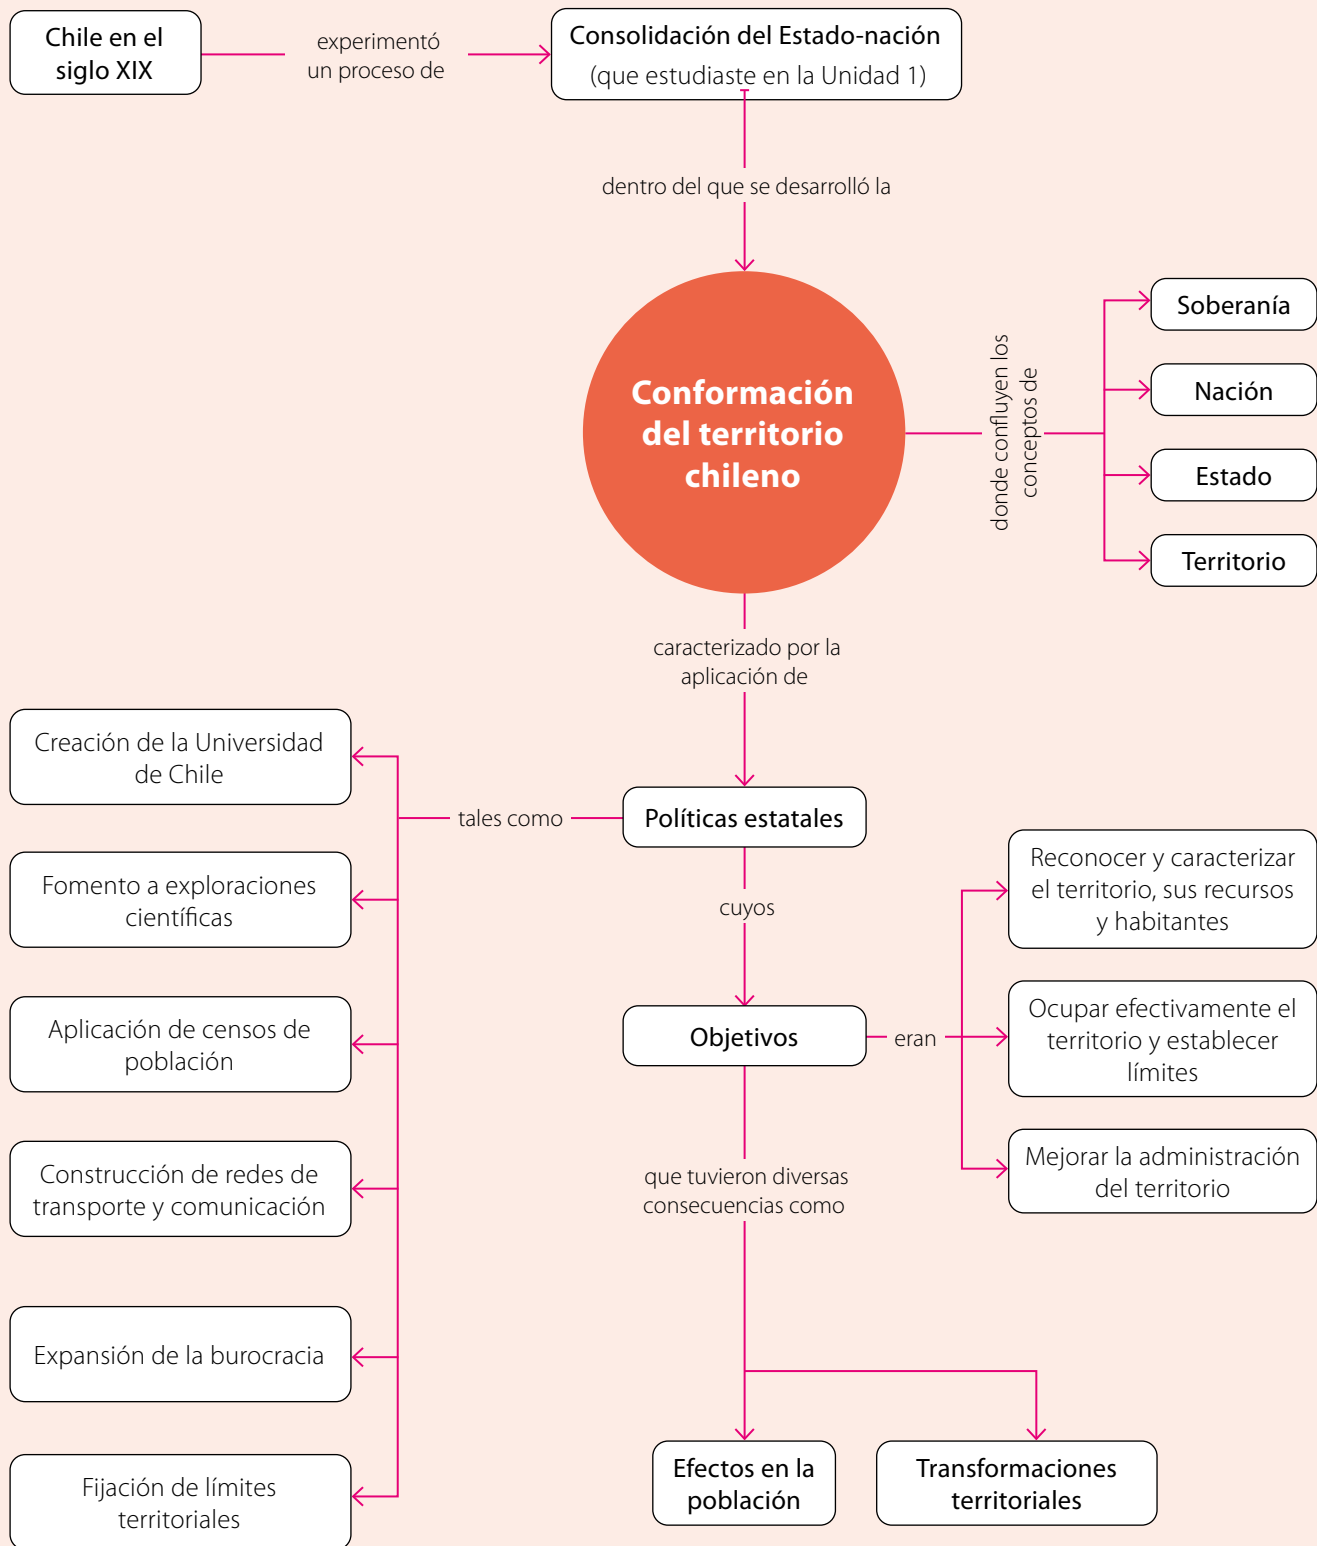 Chile en el
siglo XIX
experimentó
un proceso de
Consolidación del Estado-nación
(que estudiaste en la Unidad 1)
dentro del que se desarrolló la
Conformación
del territorio
chileno
donde confluyen los
conceptos de
Soberanía
Nación
Estado
Territorio
caracterizado por la
aplicación de
Políticas estatales
tales como
Creación de la Universidad
de Chile
Fomento a exploraciones
científicas
Aplicación de censos de
población
Construcción de redes de
transporte y comunicación
Expansión de la burocracia
Fijación de límites
territoriales
cuyos
Objetivos
eran
Reconocer y caracterizar
el territorio, sus recursos
y habitantes
Ocupar efectivamente el
territorio y establecer
límites
Mejorar la administración
del territorio
que tuvieron diversas
consecuencias como
Efectos en la
población
Transformaciones
territoriales